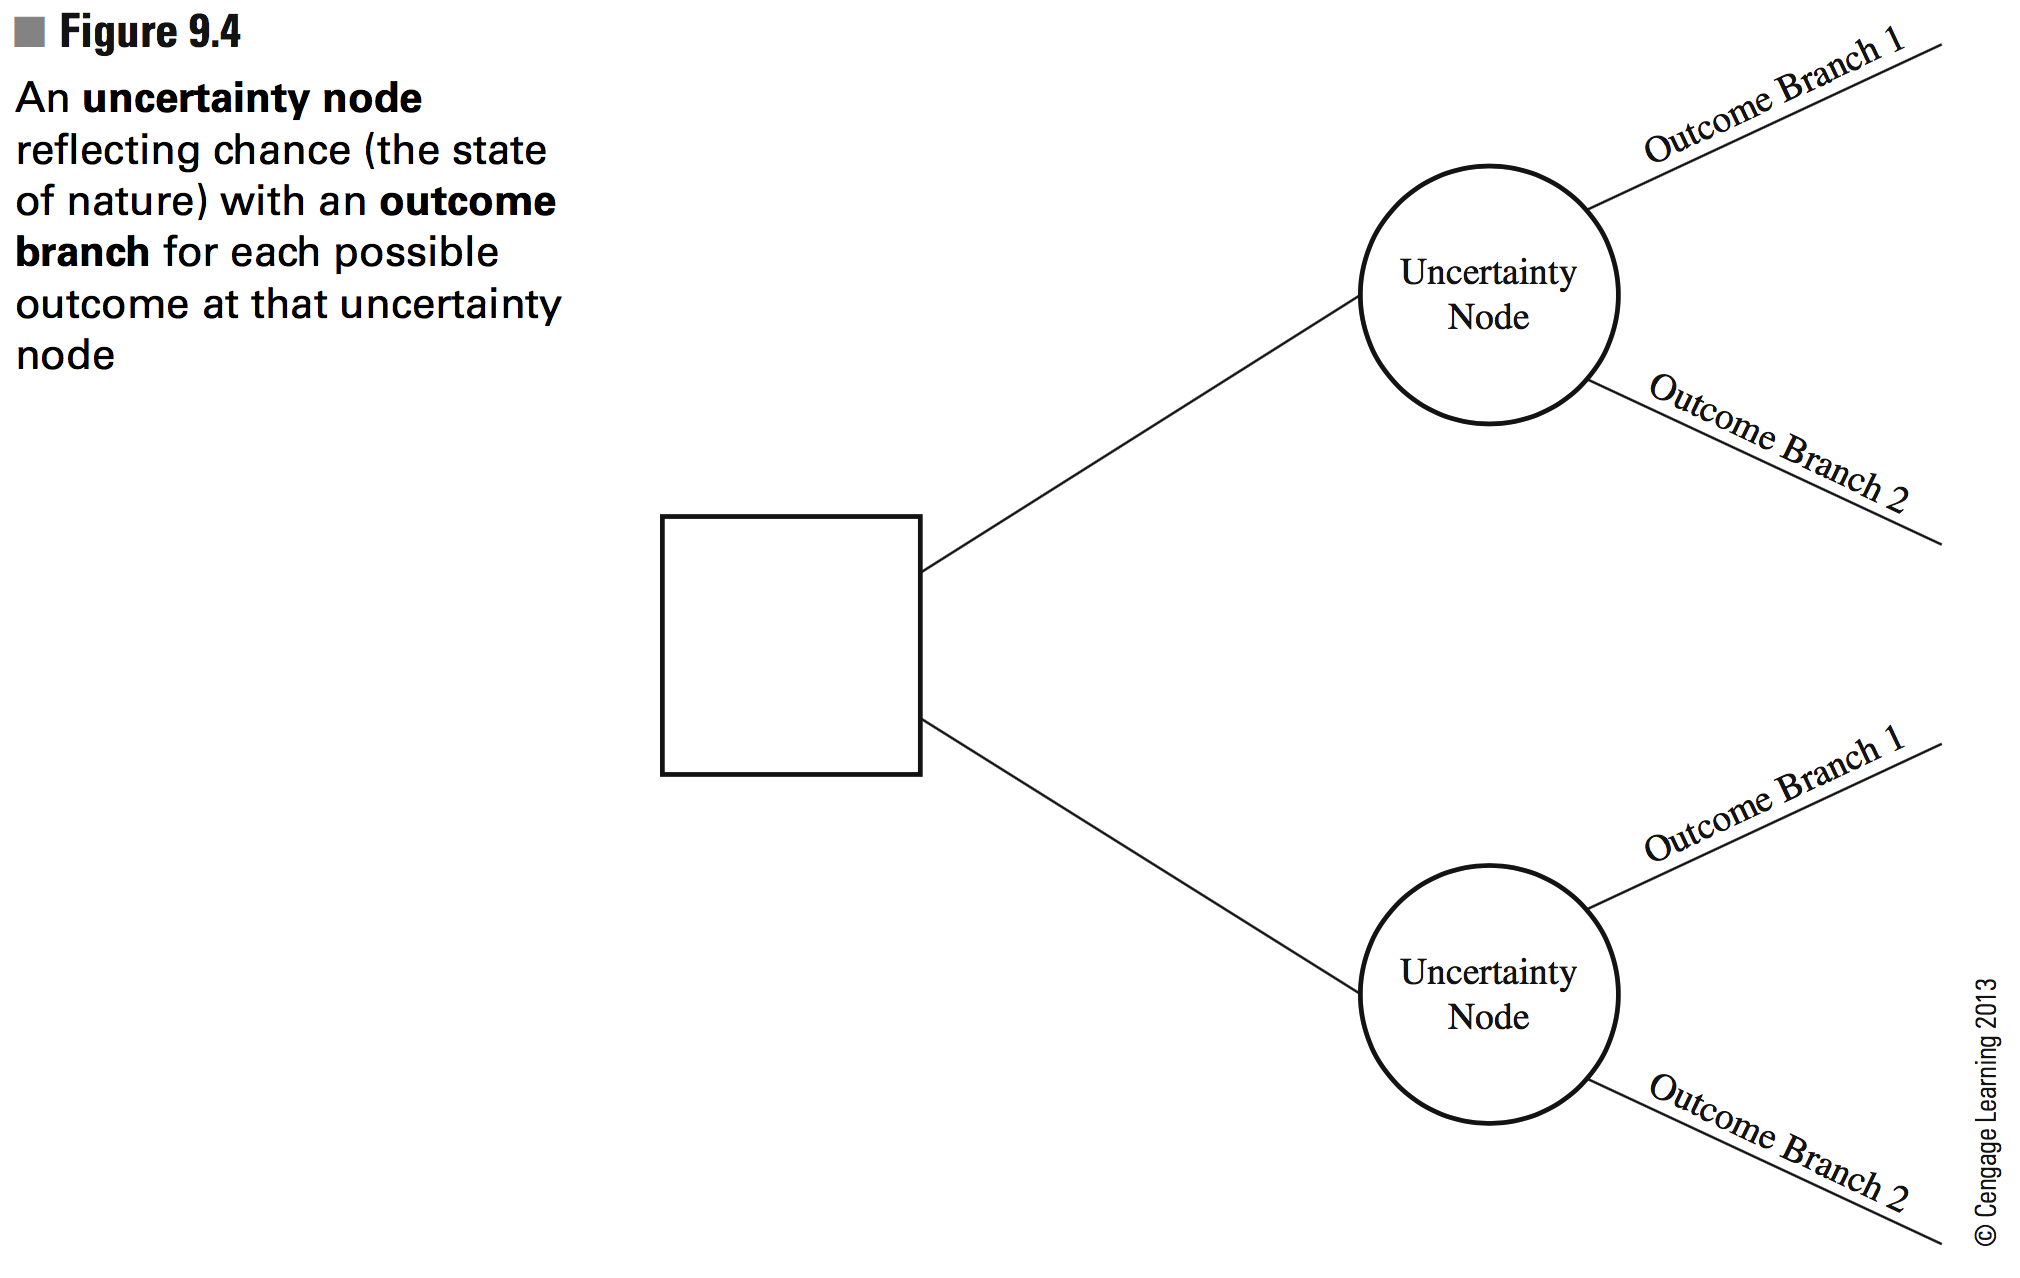 Figure 9.4
An uncertainty node
reflecting chance (the state
of nature) with an outcome
branch for each possible
outcome at that uncertainty
node
Outcome Branch 1
Uncertainty
Node
Outcome Branch 2
Outcome Branch 1
Uncertainty
Node
Outcome Branch 2
© Cengage Learning 2013